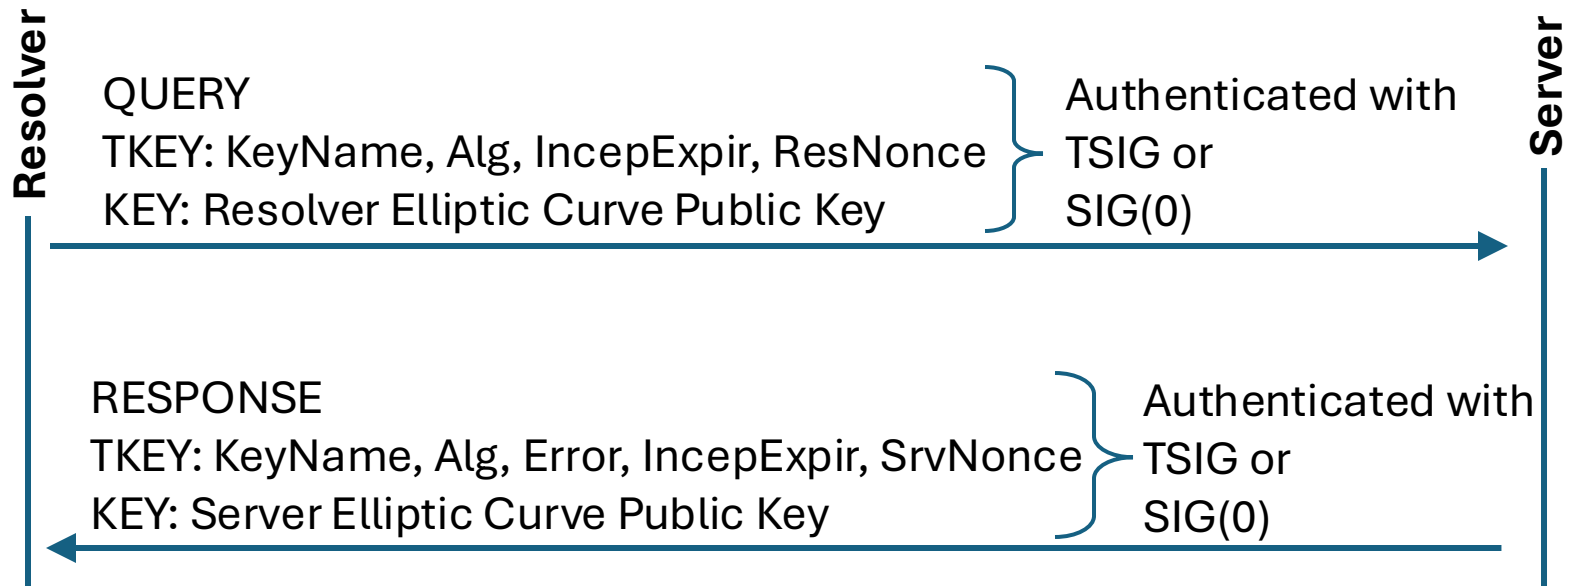 Resolver
Server
QUERY
TKEY: KeyName, Alg, IncepExpir, ResNonce
KEY: Resolver Elliptic Curve Public Key
Authenticated with
TSIG or
SIG(0)
RESPONSE
TKEY: KeyName, Alg, Error, IncepExpir, SrvNonce
KEY: Server Elliptic Curve Public Key
Authenticated with
TSIG or
SIG(0)